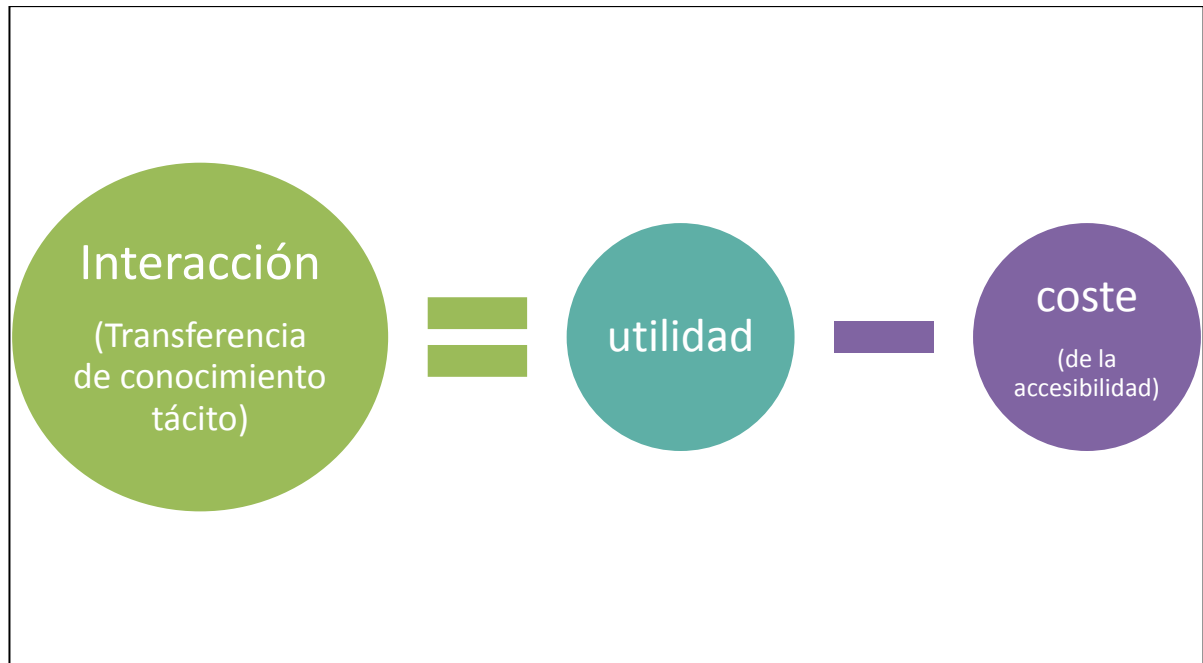 Interacción
(Transferencia
de conocimiento
tácito)
utilidad
coste
(de la
accesibilidad)